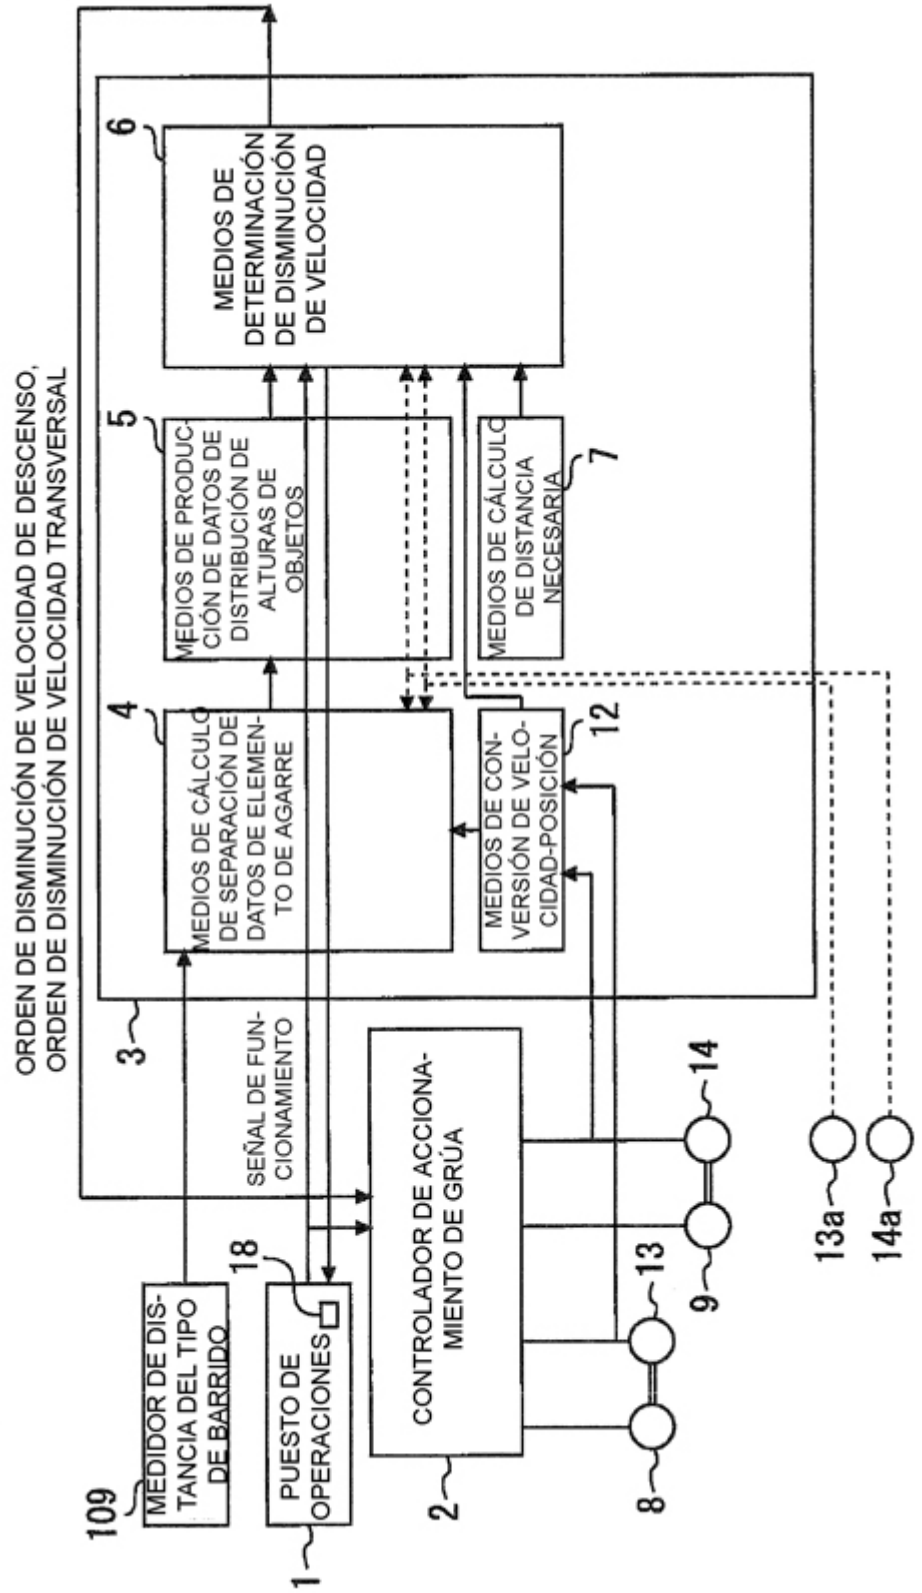 ORDEN DE DISMINUCIÓN DE VELOCIDAD DE DESCENSO,
ORDEN DE DISMINUCIÓN DE VELOCIDAD TRANSVERSAL
3
4
MEDIOS DE CÁLCULO
DE SEPARACIÓN DE
DATOS DE ELEMEN-
TO DE AGARRE
5
MEDIOS DE PRODUC-
CIÓN DE DATOS DE
DISTRIBUCIÓN DE
ALTURAS DE
OBJETOS
6
MEDIOS DE
DETERMINACIÓN
DE DISMINUCIÓN
DE VELOCIDAD
109
MEDIDOR DE DIS-
TANCIA DEL TIPO
DE BARRIDO
SEÑAL DE FUN-
CIONAMIENTO
1
PUESTO DE
OPERACIONES
18
2
CONTROLADOR DE ACCIONA-
MIENTO DE GRÚA
MEDIOS DE CON-
VERSIÓN DE VELO-
CIDAD-POSICIÓN
12
MEDIOS DE CÁLCULO
DE DISTANCIA
NECESARIA
7
8
13
9
14
13a
14a